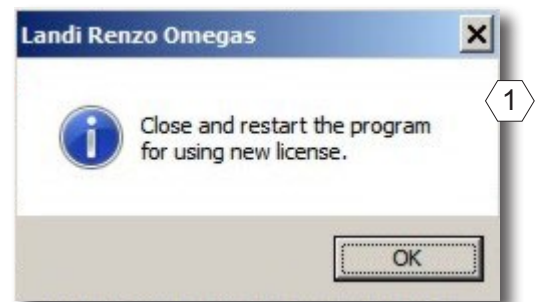 Landi Renzo Omegas
1
Close and restart the program
for using new license.
OK